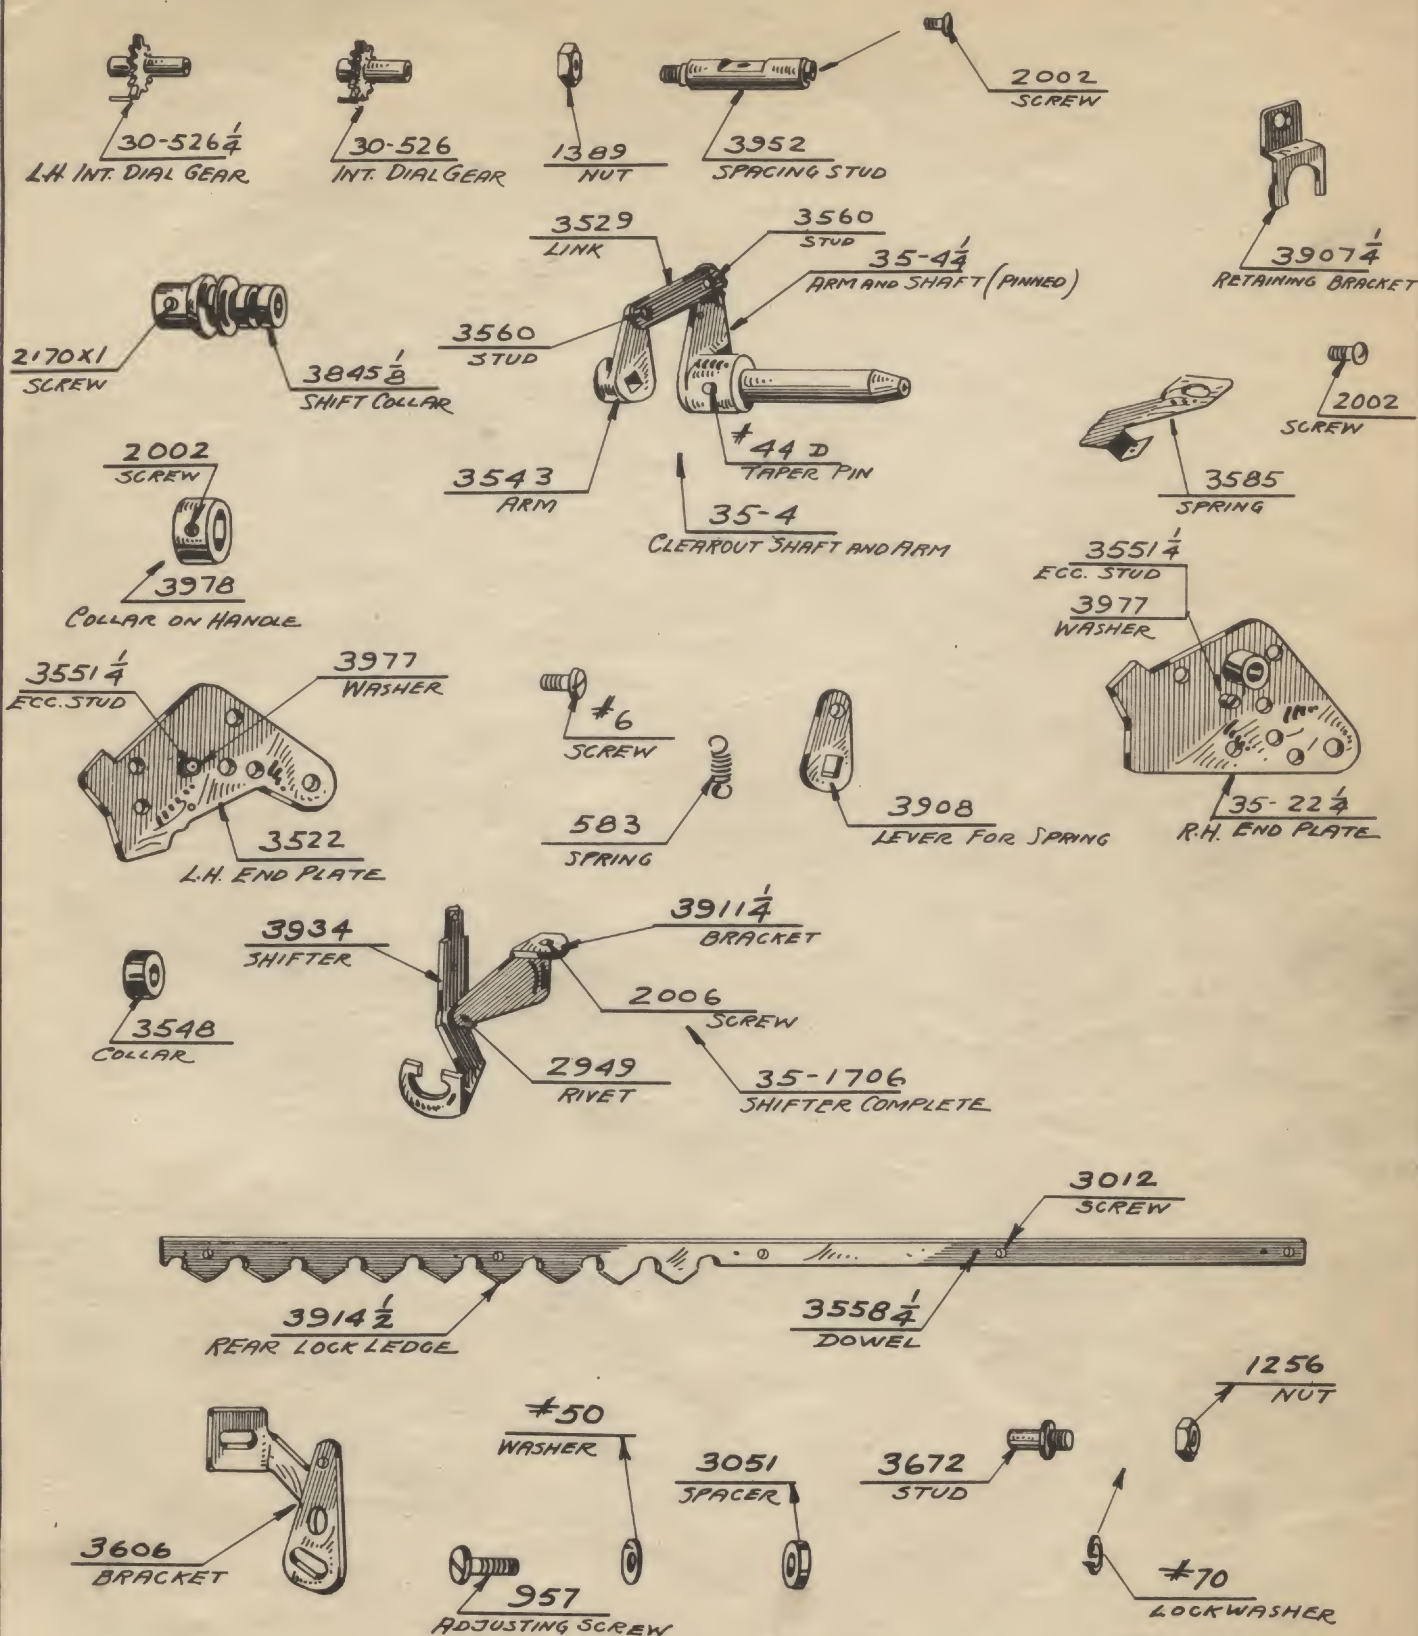 2002
SCREW
30-526 1/4
L.H. INT. DIAL GEAR
30-526
INT. DIAL GEAR
1389
NUT
3952
SPACING STUD
3907 1/4
RETAINING BRACKET
3529
LINK
3560
STUD
35-4 1/4
ARM AND SHAFT (PINNED)
3560
STUD
2170X1
SCREW
3845 1/8
SHIFT COLLAR
2002
SCREW
2002
SCREW
#44 D
TAPER PIN
3543
ARM
35-4
CLEAROUT SHAFT AND ARM
3585
SPRING
3978
COLLAR ON HANDLE
3551 1/4
ECC. STUD
3977
WASHER
3551 1/4
ECC. STUD
3977
WASHER
#6
SCREW
583
SPRING
3908
LEVER FOR SPRING
35-22 1/4
R.H. END PLATE
3522
L.H. END PLATE
3934
SHIFTER
3911 1/4
BRACKET
2006
SCREW
3548
COLLAR
2949
RIVET
35-1706
SHIFTER COMPLETE
3012
SCREW
3914 1/2
REAR LOCK LEDGE
3558 1/4
DOWEL
1256
NUT
#50
WASHER
3051
SPACER
3672
STUD
3606
BRACKET
957
ADJUSTING SCREW
#70
LOCKWASHER